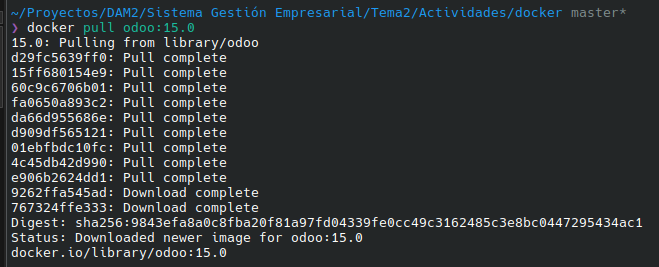 ~/Proyectos/DAM2/Sistema Gestión Empresarial/Tema2/Actividades/docker master*
❯ docker pull odoo:15.0
15.0: Pulling from library/odoo
d29fc5639ff0: Pull complete
15ff680154e9: Pull complete
60c9c6706b01: Pull complete
fa0650a893c2: Pull complete
da66d955686e: Pull complete
d909df565121: Pull complete
01ebfbdc10fc: Pull complete
4c45db42d990: Pull complete
e906b2624dd1: Pull complete
9262ffa545ad: Download complete
767324ffe333: Download complete
Digest: sha256:9843efa8a0c8fba20f81a97fd04339fe0cc49c3162485c3e8bc0447295434ac1
Status: Downloaded newer image for odoo:15.0
docker.io/library/odoo:15.0